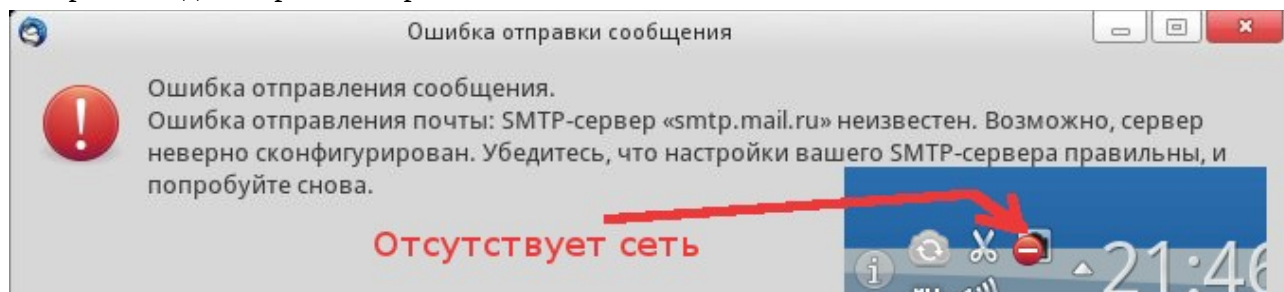 Ошибка отправки сообщения
Ошибка отправления сообщения.
Ошибка отправления почты: SMTP-сервер «smtp.mail.ru» неизвестен. Возможно, сервер
неверно сконфигурирован. Убедитесь, что настройки вашего SMTP-сервера правильны, и
попробуйте снова.
Отсутствует сеть
21:46